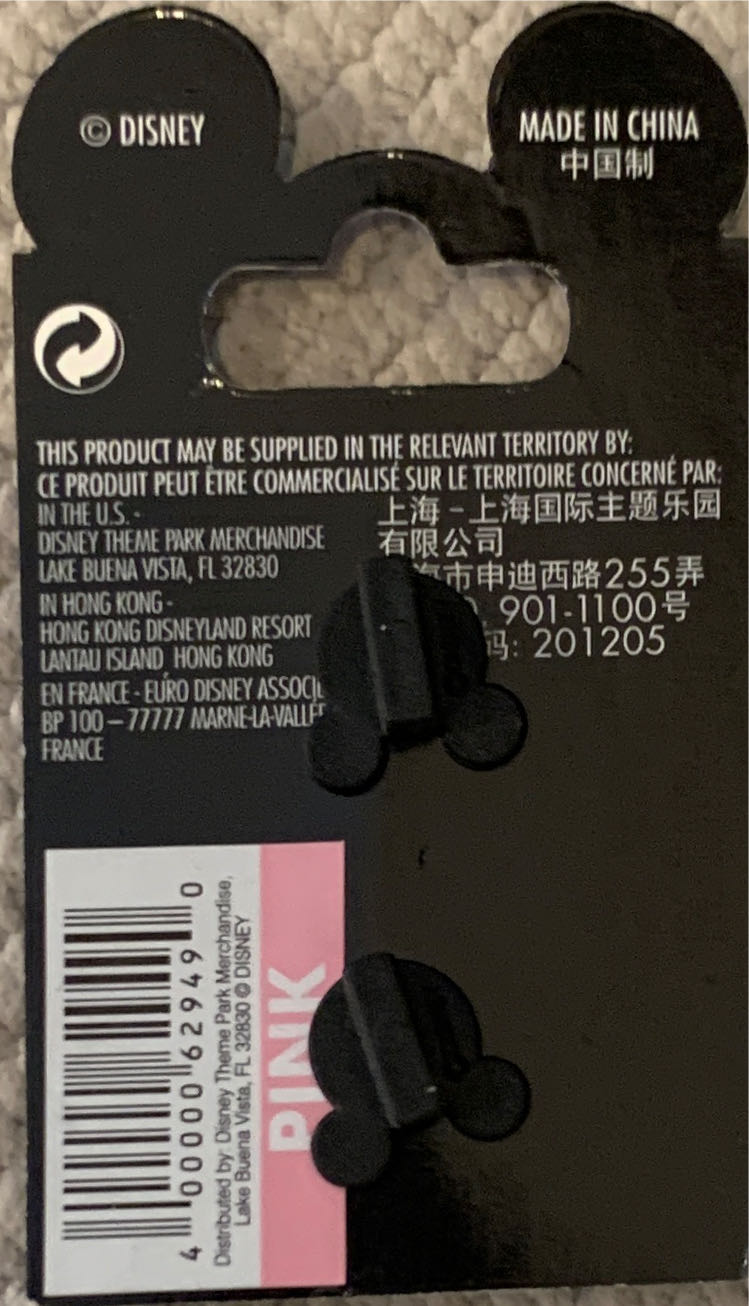 © DISNEY
MADE IN CHINA
中国制
THIS PRODUCT MAY BE SUPPLIED IN THE RELEVANT TERRITORY BY:
CE PRODUIT PEUT ÊTRE COMMERCIALISÉ SUR LE TERRITOIRE CONCERNÉ PAR:
IN THE U.S. -
DISNEY THEME PARK MERCHANDISE
LAKE BUENA VISTA, FL 32830
IN HONG KONG -
HONG KONG DISNEYLAND RESORT
LANTAU ISLAND HONG KONG
EN FRANCE - EURO DISNEY
BP 100 – 77777
FRANCE
上海 – 上海国际主题乐园
有限公司
海市申迪西路255弄
901-1100号
码: 201205
4 00000 62949 0
Distributed by: Disney Theme Park Merchandise,
Lake Buena Vista, FL 32830 © DISNEY
PINK